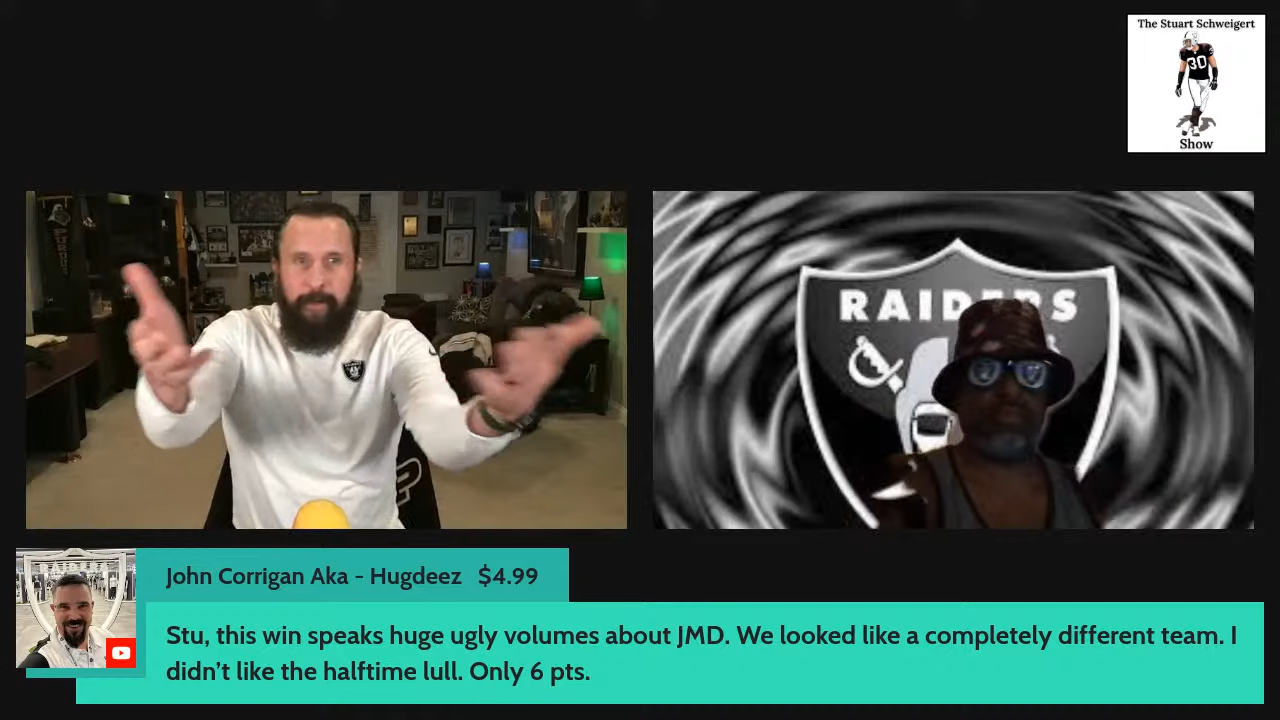 The Stuart Schweigert
30
Show
PURDUE
RAIDERS
P
John Corrigan Aka - Hugdeez $4.99
Stu, this win speaks huge ugly volumes about JMD. We looked like a completely different team. I
didn’t like the halftime lull. Only 6 pts.